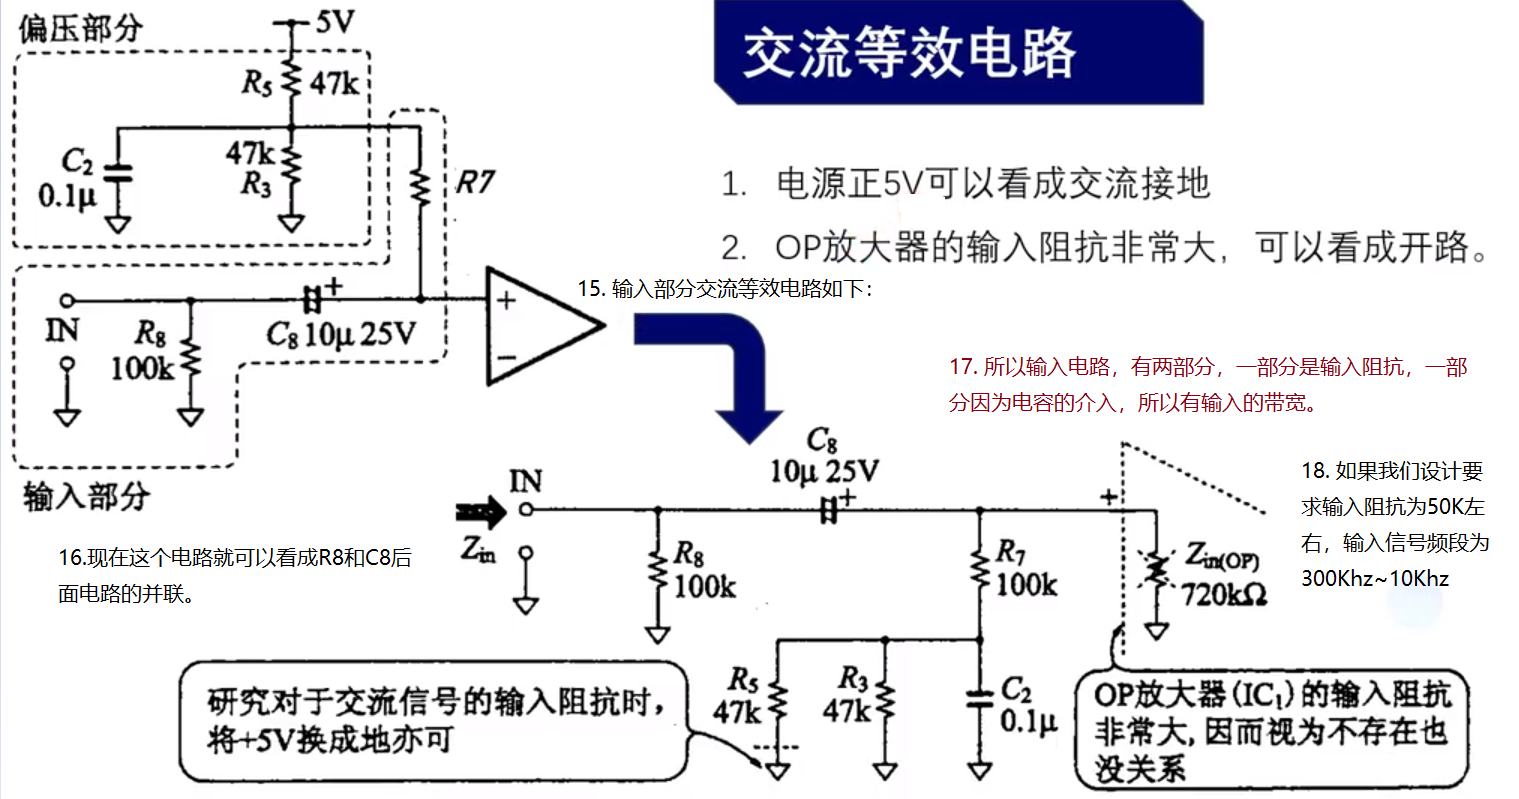 偏压部分
5V
R5 47k
C2
0.1μ
47k
R3
R7
IN
R8
100k
C8 10μ 25V
+
−
输入部分
交流等效电路
1. 电源正5V可以看成交流接地
2. OP放大器的输入阻抗非常大，可以看成开路。
15. 输入部分交流等效电路如下：
17. 所以输入电路，有两部分，一部分是输入阻抗，一部
分因为电容的介入，所以有输入的带宽。
18. 如果我们设计要
求输入阻抗为50K左
右，输入信号频段为
300Khz~10Khz
16.现在这个电路就可以看成R8和C8后
面电路的并联。
IN
Zin
R8
100k
C8
10μ 25V
+
R7
100k
+
Zin(OP)
720kΩ
R5
47k
R3
47k
C2
0.1μ
研究对于交流信号的输入阻抗时，
将+5V换成地亦可
OP放大器(IC1)的输入阻抗
非常大,因而视为不存在也
没关系